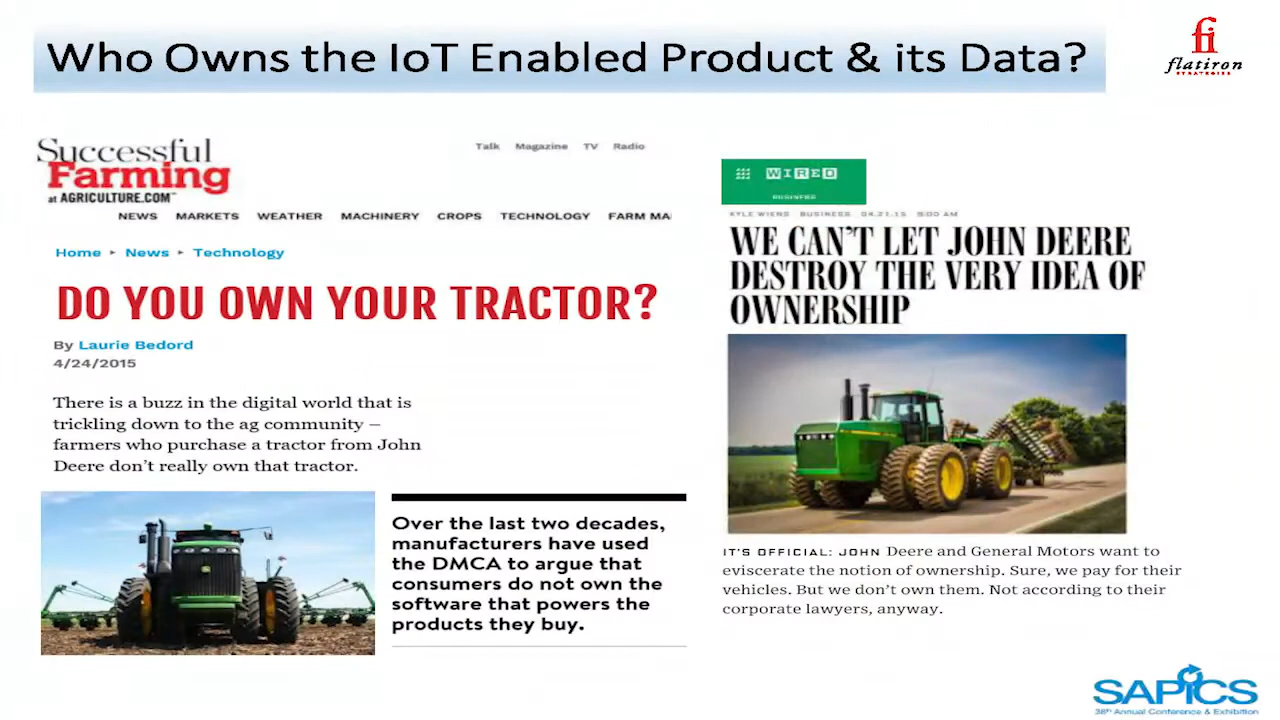 Who Owns the IoT Enabled Product & its Data?
fi
flatiron
STRATEGIES
Successful
Farming
at AGRICULTURE.COM™
Talk Magazine TV Radio
NEWS MARKETS WEATHER MACHINERY CROPS TECHNOLOGY FARM MA
Home ▸ News ▸ Technology
DO YOU OWN YOUR TRACTOR?
By Laurie Bedord
4/24/2015
There is a buzz in the digital world that is
trickling down to the ag community –
farmers who purchase a tractor from John
Deere don't really own that tractor.
Over the last two decades,
manufacturers have used
the DMCA to argue that
consumers do not own the
software that powers the
products they buy.
WIRED
BUSINESS
KYLE WIENS BUSINESS 04.21.15 9:00 AM
WE CAN'T LET JOHN DEERE
DESTROY THE VERY IDEA OF
OWNERSHIP
IT'S OFFICIAL: JOHN Deere and General Motors want to
eviscerate the notion of ownership. Sure, we pay for their
vehicles. But we don't own them. Not according to their
corporate lawyers, anyway.
SAPICS
38th Annual Conference & Exhibition